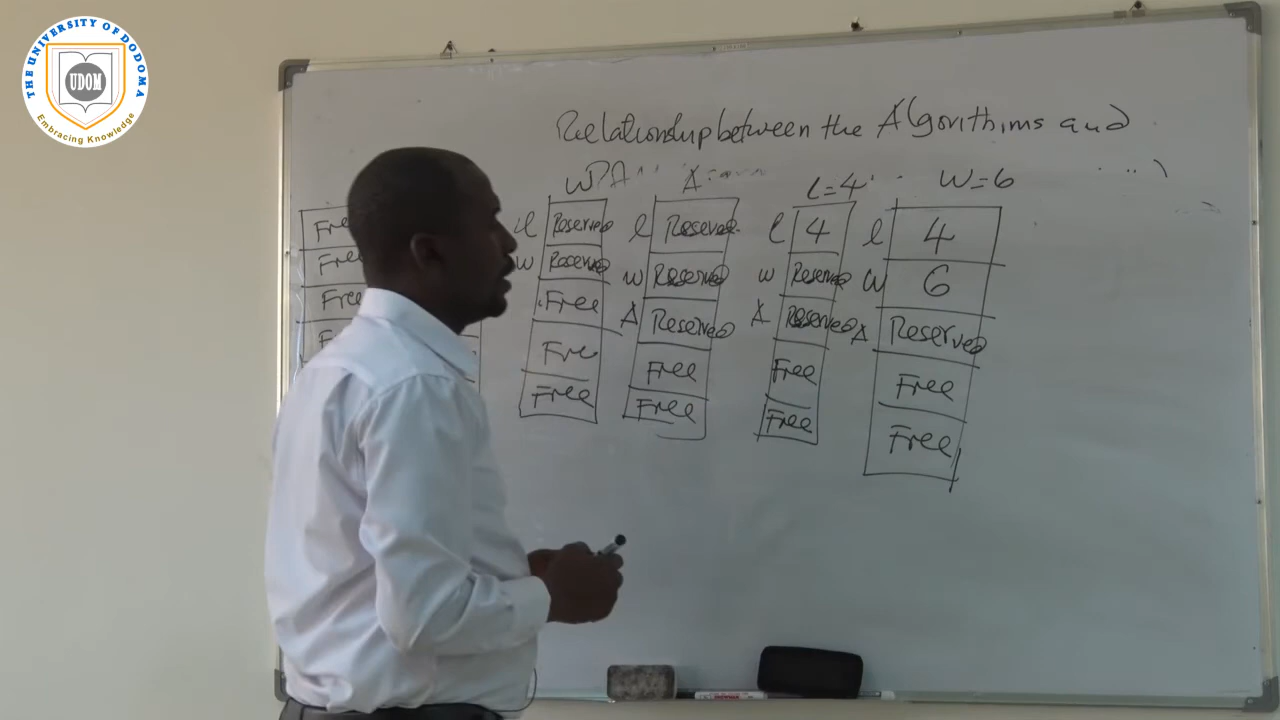 THE UNIVERSITY OF DODOMA
UDOM
Embracing Knowledge
Relationship between the Algorithims and
l=4 W=6
Free
Free
Free
l Reserved
w Reserved
Free
Free
Free
l Reserved
w Reserved
A Reserved
Free
Free
l 4
w Reserved
A Reserved
Free
Free
l 4
W 6
A Reserved
Free
Free